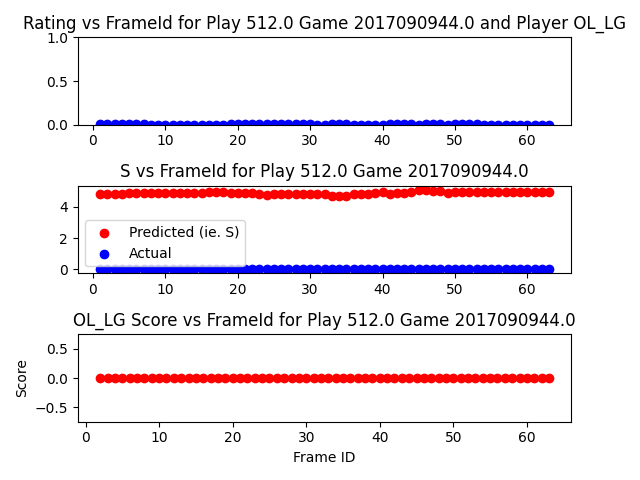 Rating vs FrameId for Play 512.0 Game 2017090944.0 and Player OL_LG
1.0
0.5
0.0
0 10 20 30 40 50 60
S vs FrameId for Play 512.0 Game 2017090944.0
4
2
0
Predicted (ie. S)
Actual
0 10 20 30 40 50 60
OL_LG Score vs FrameId for Play 512.0 Game 2017090944.0
Score
0.5
0.0
−0.5
0 10 20 30 40 50 60
Frame ID